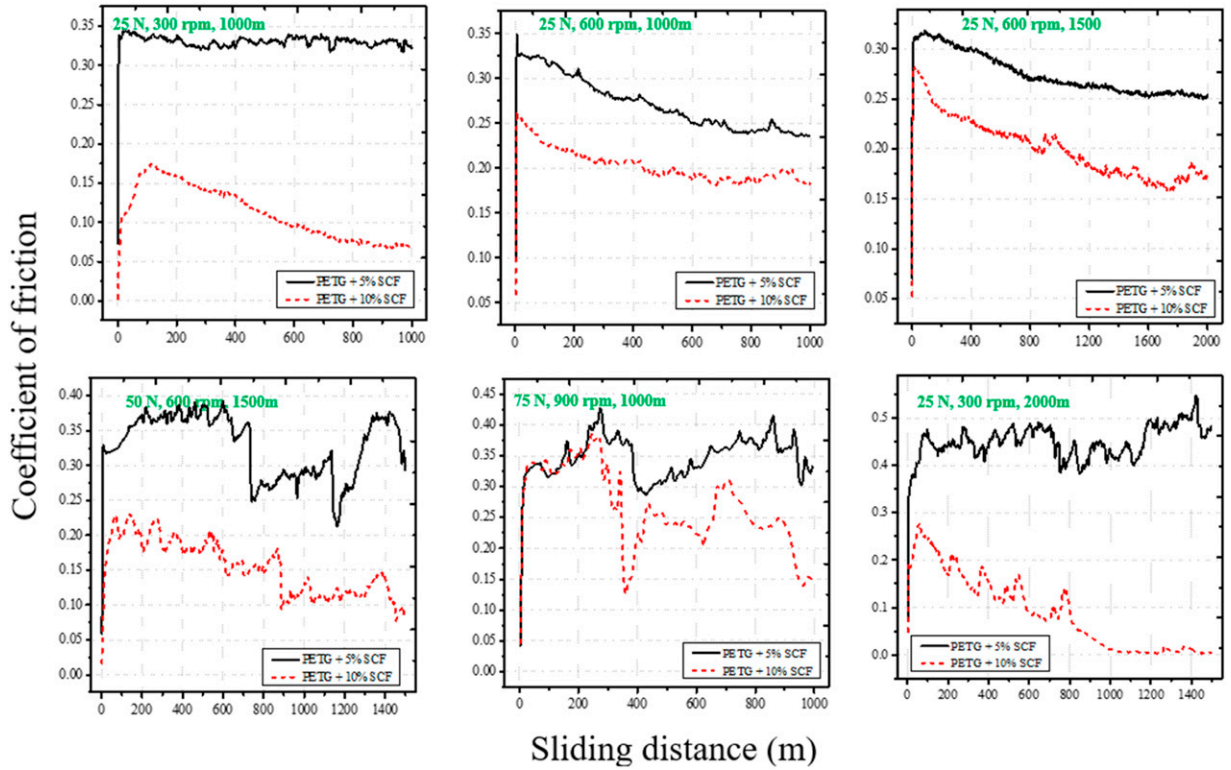 Coefficient of friction
25 N, 300 rpm, 1000m
0.35
0.30
0.25
0.20
0.15
0.10
0.05
0.00
PETG + 5% SCF
PETG + 10% SCF
0 200 400 600 800 1000
25 N, 600 rpm, 1000m
0.35
0.30
0.25
0.20
0.15
0.10
0.05
PETG + 5% SCF
PETG + 10% SCF
0 200 400 600 800 1000
25 N, 600 rpm, 1500
0.30
0.25
0.20
0.15
0.10
0.05
PETG + 5% SCF
PETG + 10% SCF
0 400 800 1200 1600 2000
50 N, 600 rpm, 1500m
0.40
0.35
0.30
0.25
0.20
0.15
0.10
0.05
0.00
PETG + 5% SCF
PETG + 10% SCF
0 200 400 600 800 1000 1200 1400
75 N, 900 rpm, 1000m
0.45
0.40
0.35
0.30
0.25
0.20
0.15
0.10
0.05
0.00
PETG + 5% SCF
PETG + 10% SCF
0 200 400 600 800 1000
25 N, 300 rpm, 2000m
0.5
0.4
0.3
0.2
0.1
0.0
PETG + 5% SCF
PETG + 10% SCF
0 200 400 600 800 1000 1200 1400
Sliding distance (m)